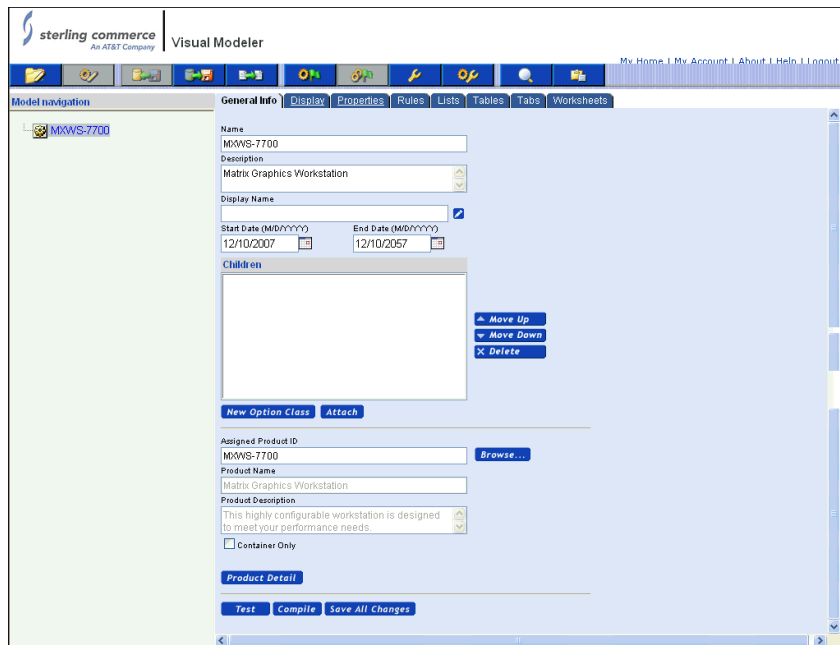 sterling commerce
An AT&T Company
Visual Modeler
My Home | My Account | About | Help | Logout
Model navigation
General Info
Display
Properties
Rules
Lists
Tables
Tabs
Worksheets
MXWS-7700
Name
MXWS-7700
Description
Matrix Graphics Workstation
Display Name
Start Date (M/D/YYYY)
End Date (M/D/YYYY)
12/10/2007
12/10/2057
Children
Move Up
Move Down
Delete
New Option Class
Attach
Assigned Product ID
MXWS-7700
Browse...
Product Name
Matrix Graphics Workstation
Product Description
This highly configurable workstation is designed
to meet your performance needs.
Container Only
Product Detail
Test
Compile
Save All Changes